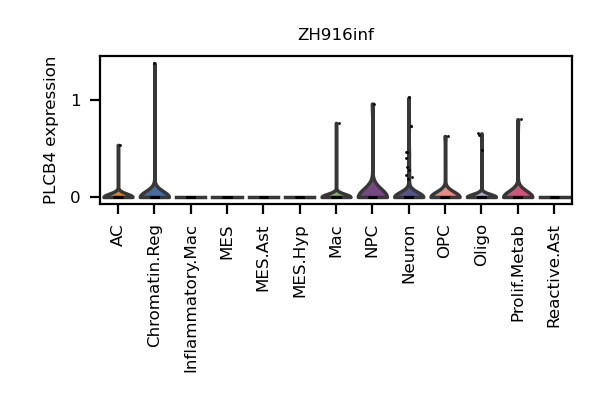 ZH916inf
PLCB4 expression
1
0
AC
Chromatin.Reg
Inflammatory.Mac
MES
MES.Ast
MES.Hyp
Mac
NPC
Neuron
OPC
Oligo
Prolif.Metab
Reactive.Ast